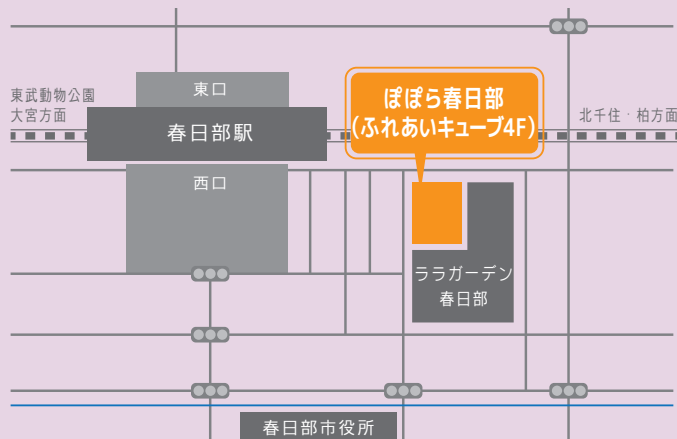 東口
東武動物公園
大宮方面
春日部駅
ぽぽら春日部
(ふれあいキューブ4F)
北千住・柏方面
西口
ララガーデン
春日部
春日部市役所